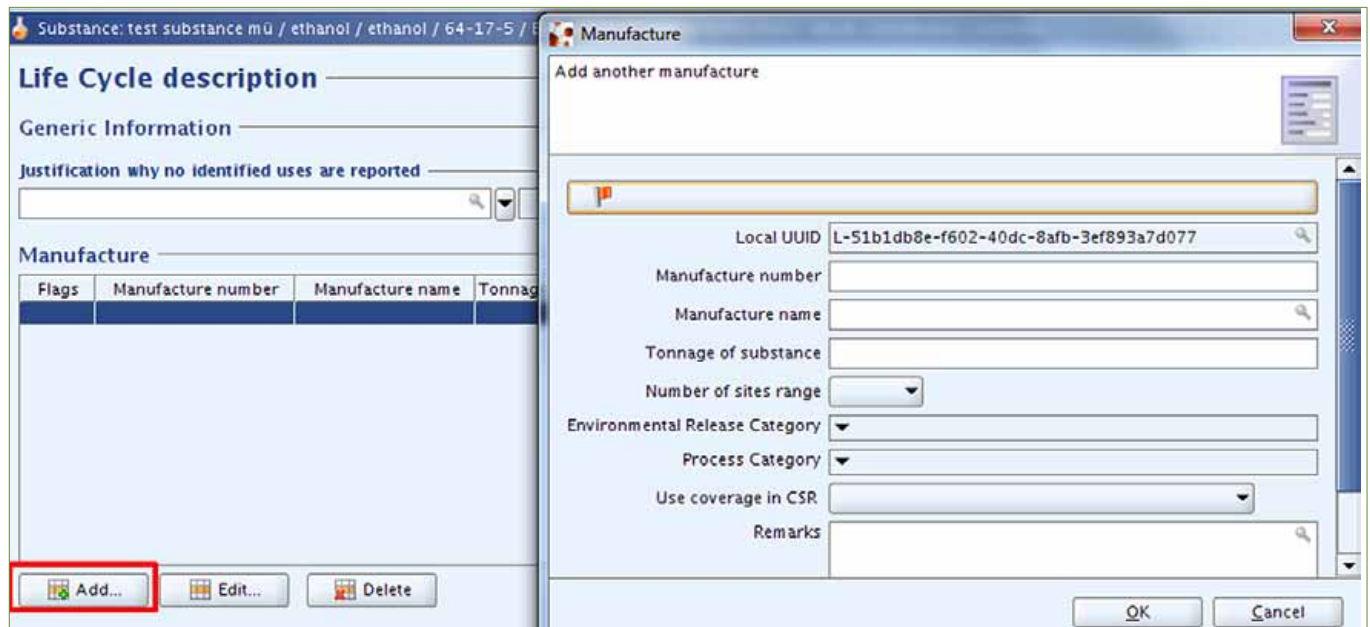 Substance: test substance mü / ethanol / ethanol / 64-17-5 /
Life Cycle description
Generic Information
Justification why no identified uses are reported
Manufacture
Flags Manufacture number Manufacture name Tonnag
Add... Edit... Delete
Manufacture
Add another manufacture
Local UUID L-51b1db8e-f602-40dc-8afb-3ef893a7d077
Manufacture number
Manufacture name
Tonnage of substance
Number of sites range
Environmental Release Category
Process Category
Use coverage in CSR
Remarks
OK Cancel